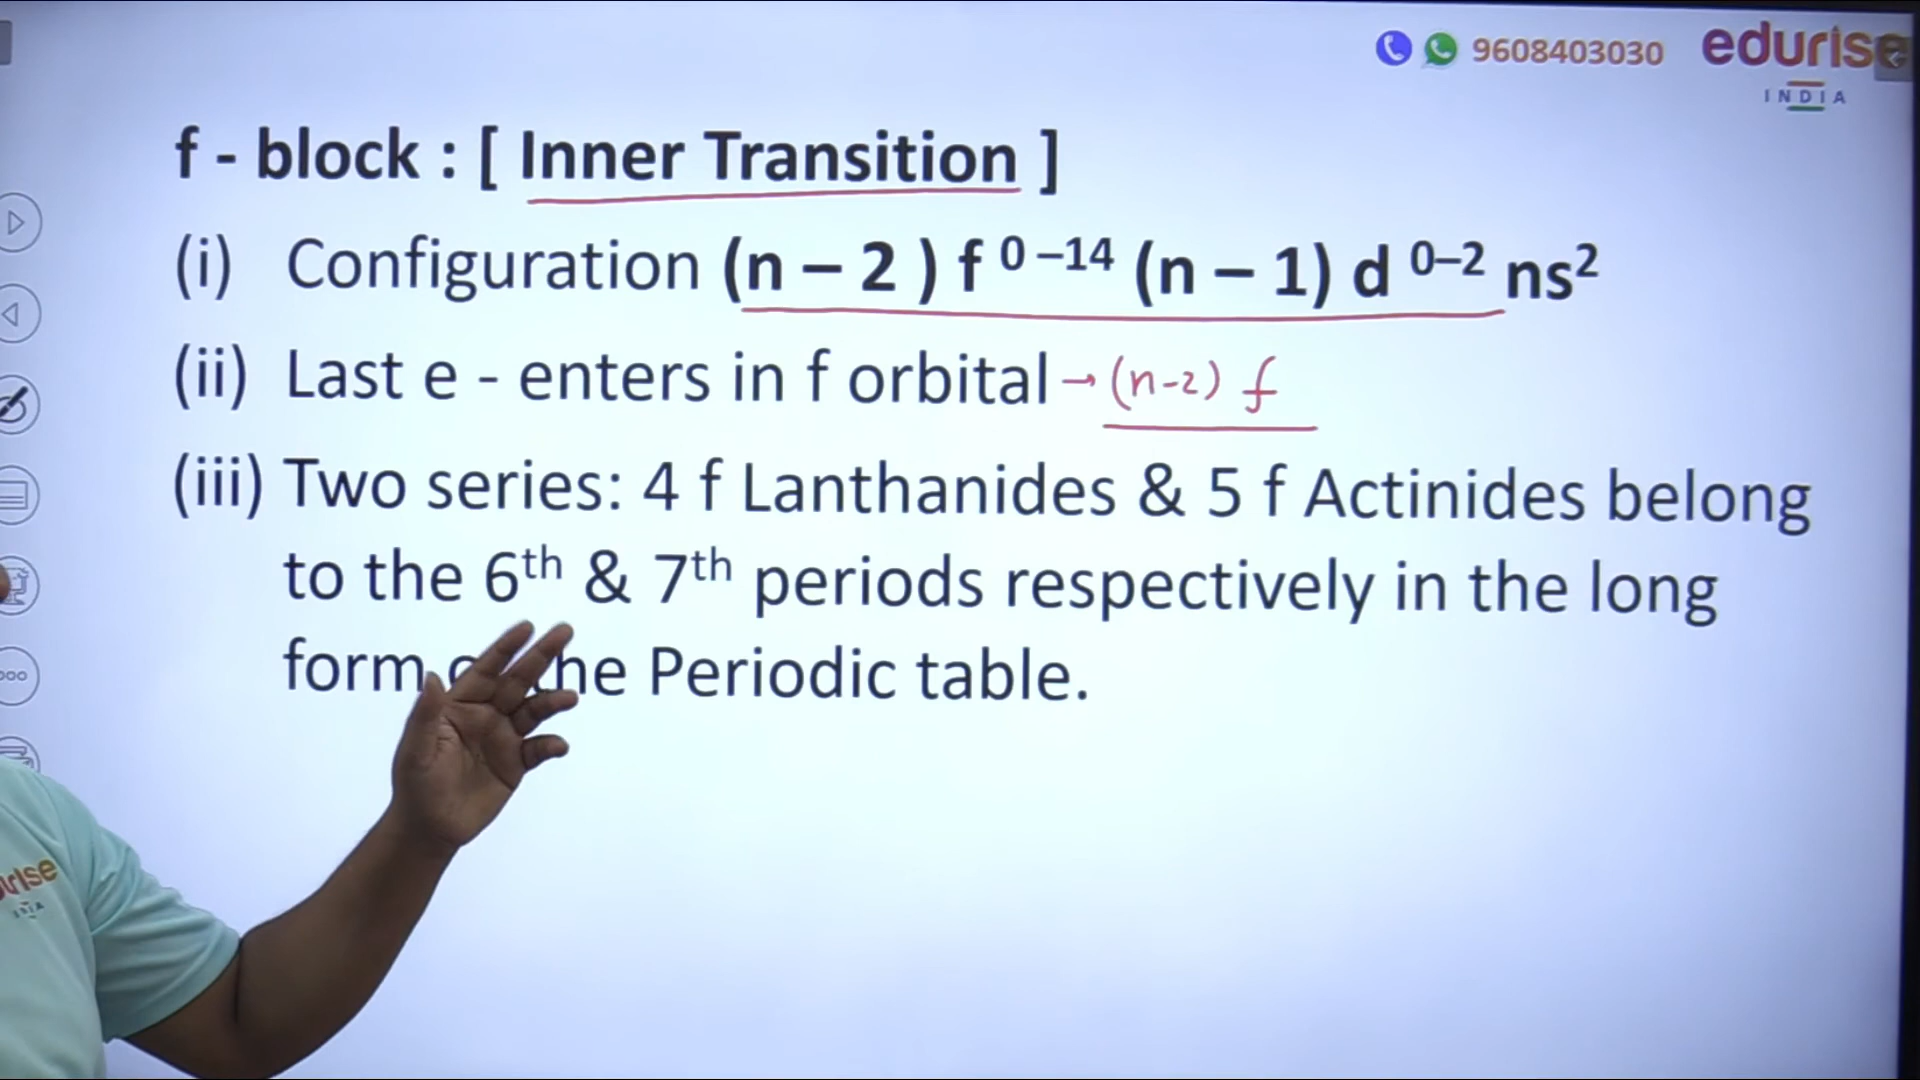 9608403030 edurise
INDIA
f - block : [ Inner Transition ]
(i) Configuration (n – 2 ) f ⁰ –¹⁴ (n – 1) d ⁰–² ns²
(ii) Last e - enters in f orbital → (n-2) f
(iii) Two series: 4 f Lanthanides & 5 f Actinides belong
to the 6ᵗʰ & 7ᵗʰ periods respectively in the long
form he Periodic table.
urise